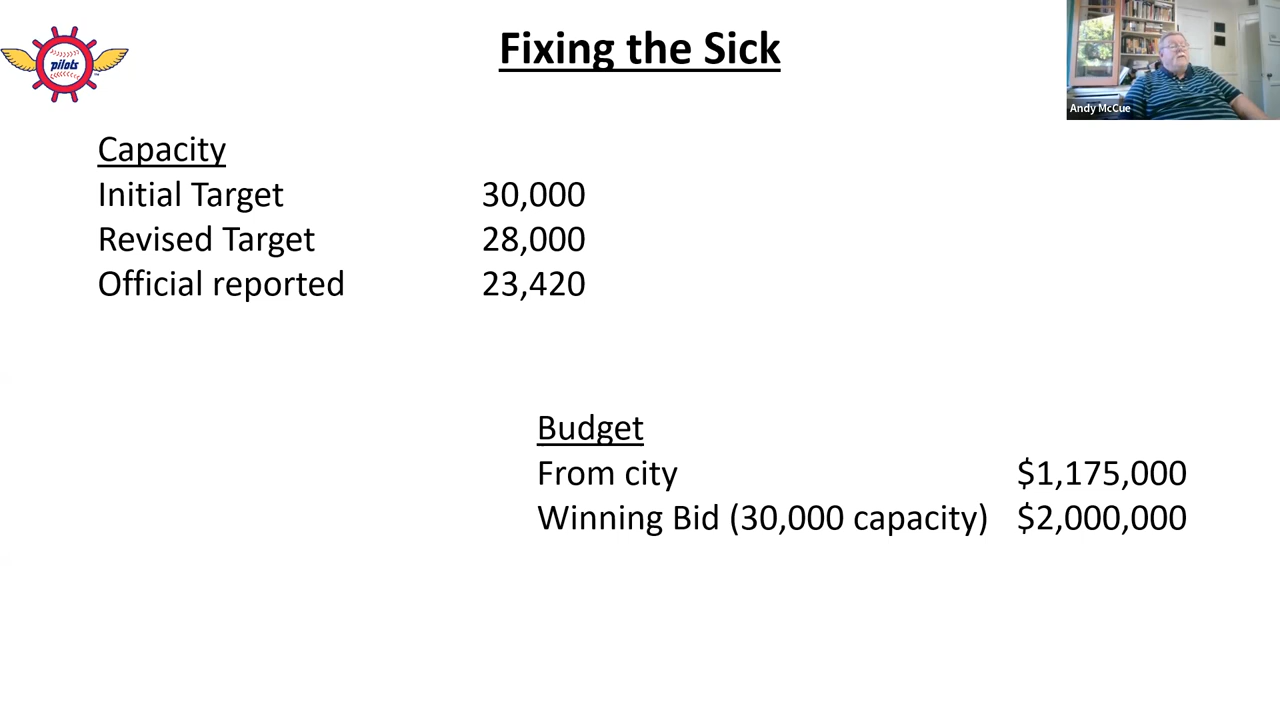 Fixing the Sick
pilots
Andy McCue
Capacity
Initial Target 30,000
Revised Target 28,000
Official reported 23,420
Budget
From city $1,175,000
Winning Bid (30,000 capacity) $2,000,000